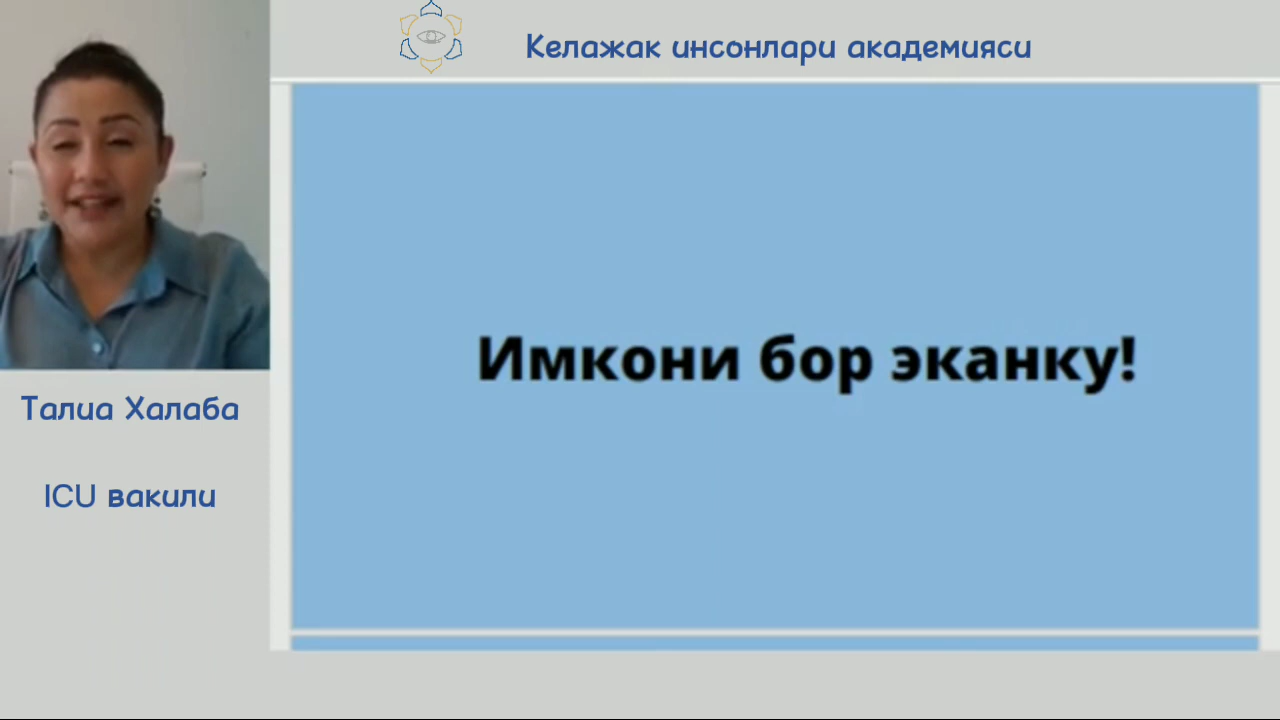 Келажак инсонлари академияси
Имкони бор эканку!
Талиа Халаба
ICU вакили